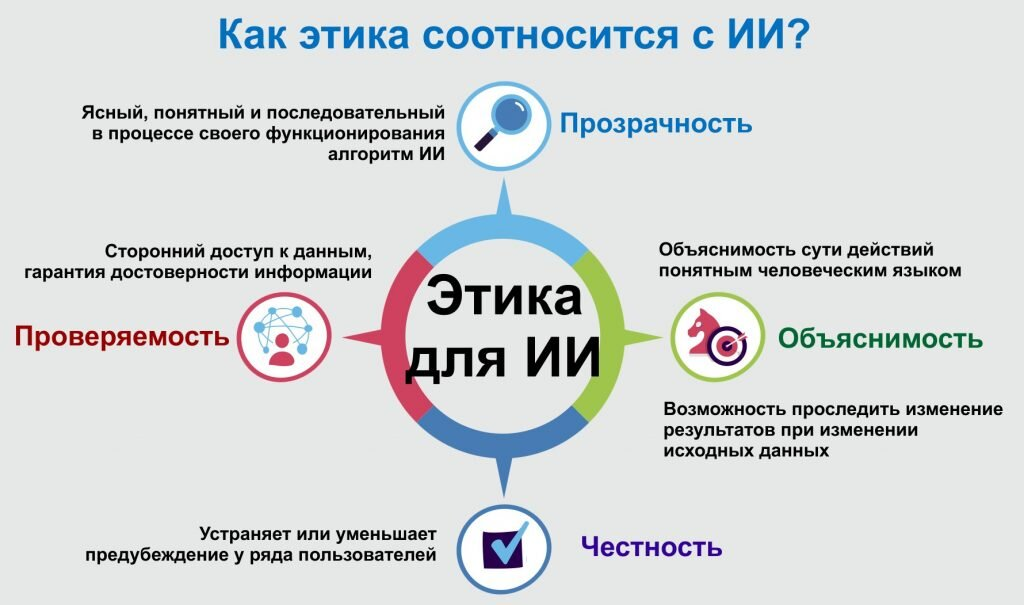 Как этика соотносится с ИИ?
Ясный, понятный и последовательный
в процессе своего функционирования
алгоритм ИИ
Прозрачность
Сторонний доступ к данным,
гарантия достоверности информации
Проверяемость
Этика
для ИИ
Объяснимость сути действий
понятным человеческим языком
Объяснимость
Возможность проследить изменение
результатов при изменении
исходных данных
Устраняет или уменьшает
предубеждение у ряда пользователей
Честность